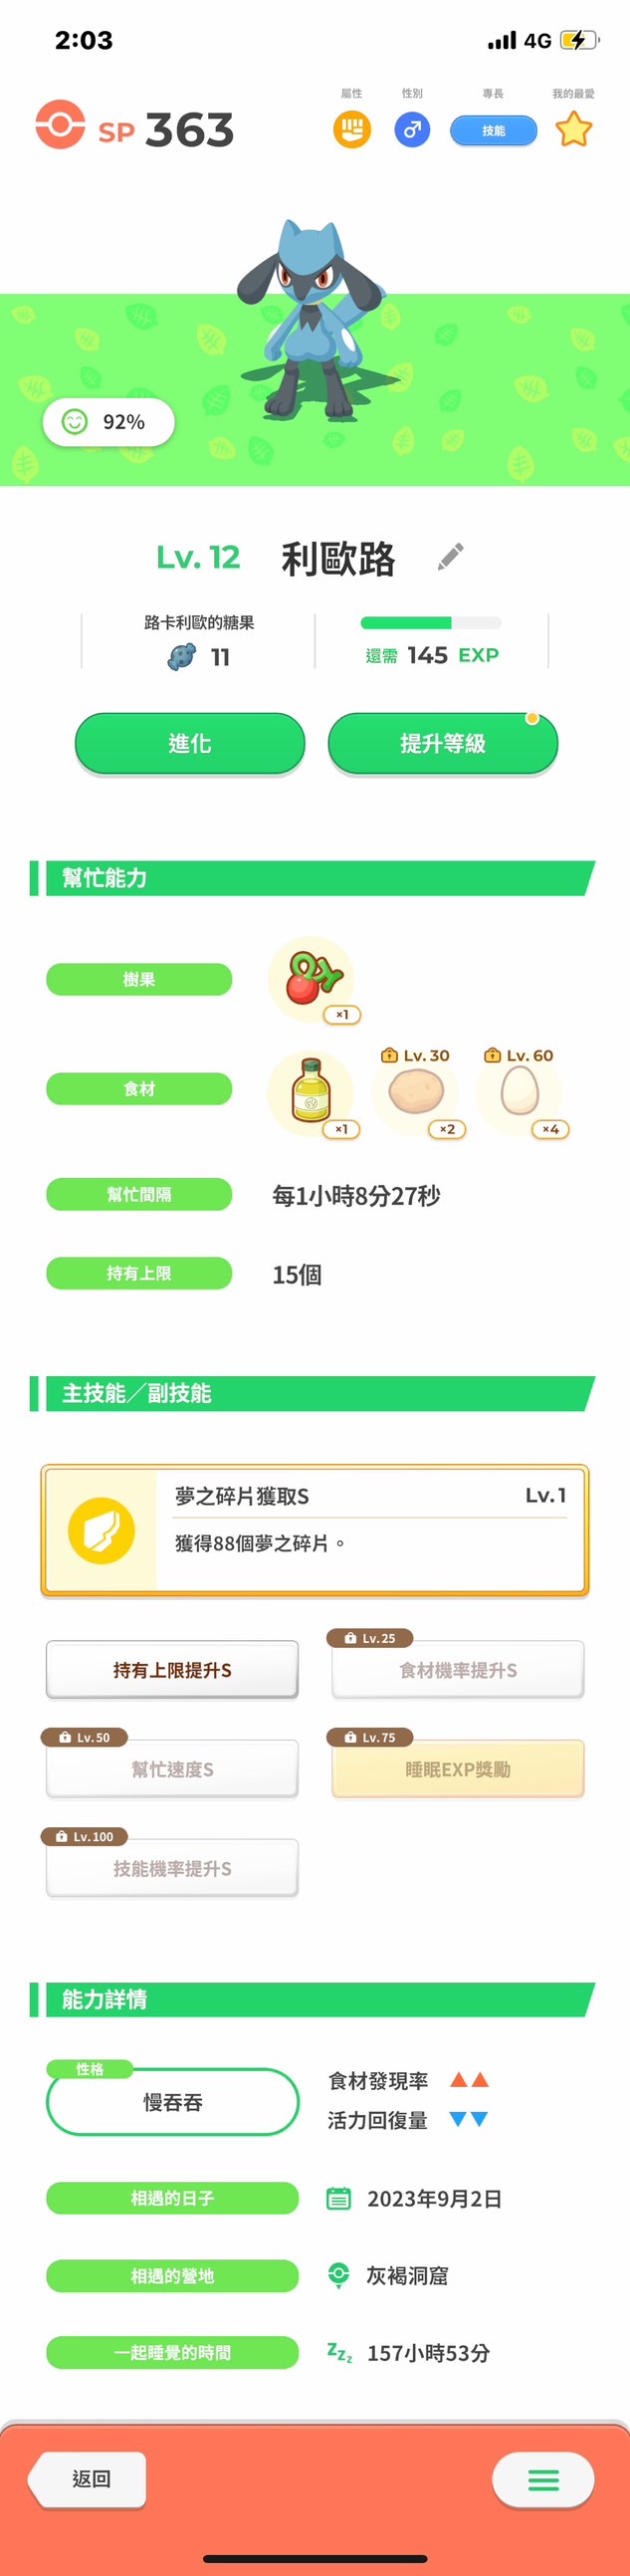 2:03
4G
SP 363
屬性 性別 專長 我的最愛
技能
92%
Lv. 12 利歐路
路卡利歐的糖果
11
還需 145 EXP
進化 提升等級
幫忙能力
樹果
×1
食材
Lv. 30 Lv. 60
×1 ×2 ×4
幫忙間隔 每1小時8分27秒
持有上限 15個
主技能／副技能
夢之碎片獲取S Lv.1
獲得88個夢之碎片。
持有上限提升S
Lv.25
食材機率提升S
Lv.50
幫忙速度S
Lv.75
睡眠EXP獎勵
Lv.100
技能機率提升S
能力詳情
性格
慢吞吞
食材發現率 ▲▲
活力回復量 ▼▼
相遇的日子 2023年9月2日
相遇的營地 灰褐洞窟
一起睡覺的時間 zzz 157小時53分
返回